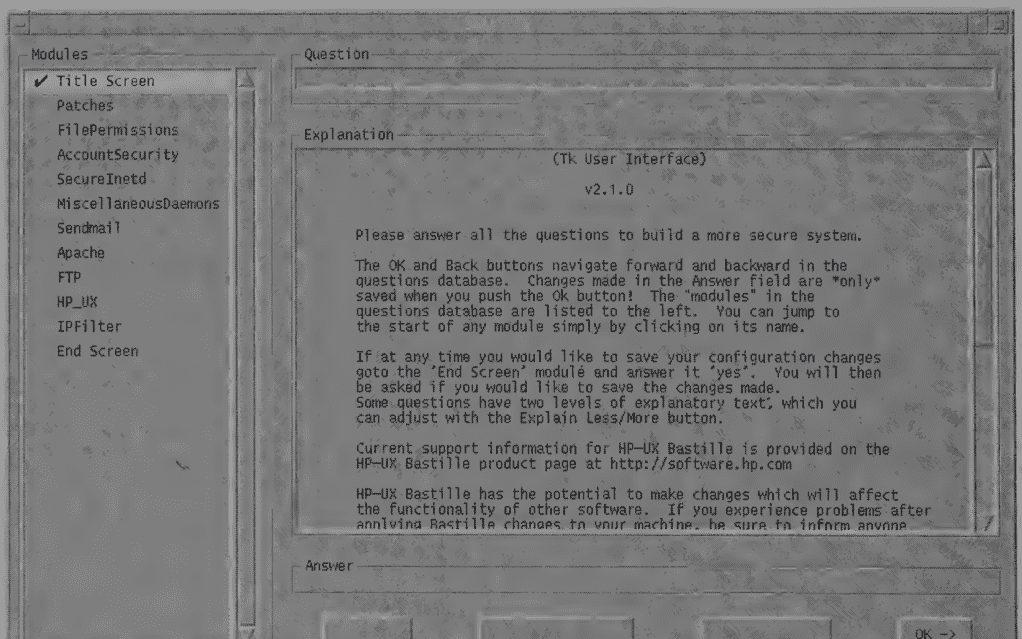 Modules
✔ Title Screen
Patches
FilePermissions
AccountSecurity
SecureInetd
MiscellaneousDaemons
Sendmail
Apache
FTP
HP_UX
IPFilter
End Screen
Question
Explanation
(Tk User Interface)
v2.1.0
Please answer all the questions to build a more secure system.
The OK and Back buttons navigate forward and backward in the
questions database.  Changes made in the Answer field are *only*
saved when you push the Ok button!  The "modules" in the
questions database are listed to the left.  You can jump to
the start of any module simply by clicking on its name.
If at any time you would like to save your configuration changes
goto the 'End Screen' module and answer it 'yes'.  You will then
be asked if you would like to save the changes made.
Some questions have two levels of explanatory text, which you
can adjust with the Explain Less/More button.
Current support information for HP-UX Bastille is provided on the
HP-UX Bastille product page at http://software.hp.com
HP-UX Bastille has the potential to make changes which will affect
the functionality of other software.  If you experience problems after
applying Bastille changes to your machine, be sure to inform anyone
Answer
OK ->